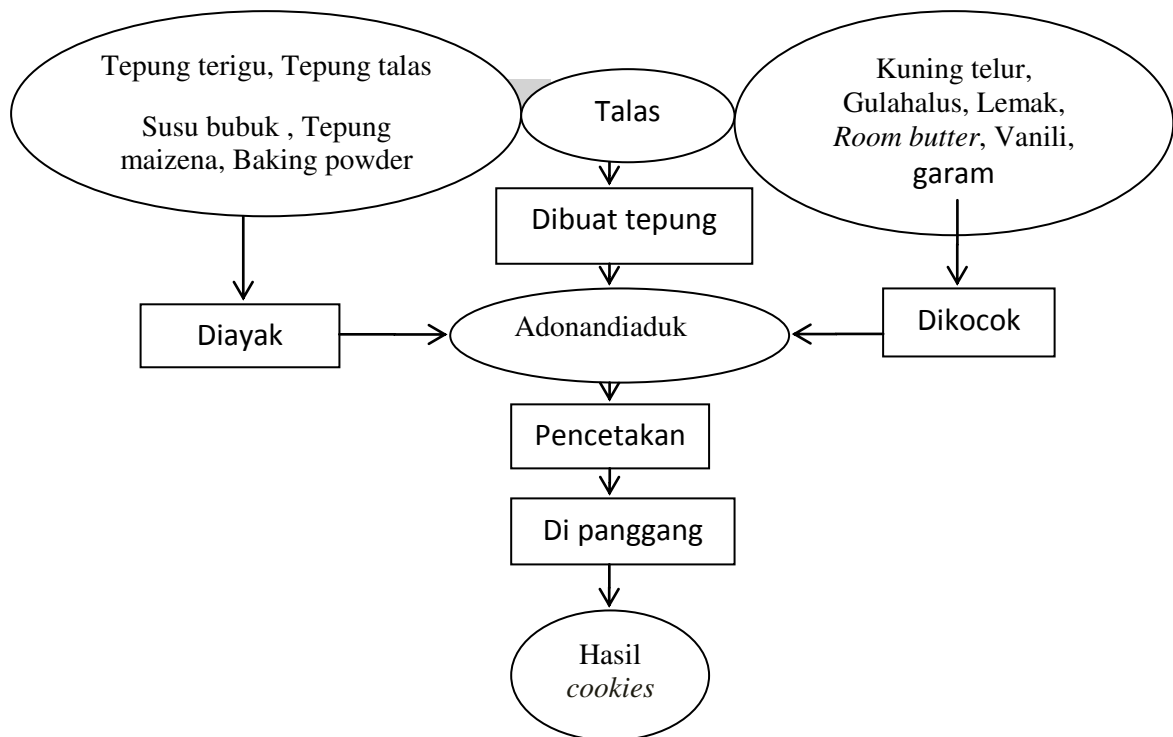 Tepung terigu, Tepung talas
Susu bubuk , Tepung
maizena, Baking powder
Talas
Kuning telur,
Gulahalus, Lemak,
Room butter, Vanili,
garam
Dibuat tepung
Diayak
Adonandiaduk
Dikocok
Pencetakan
Di panggang
Hasil
cookies